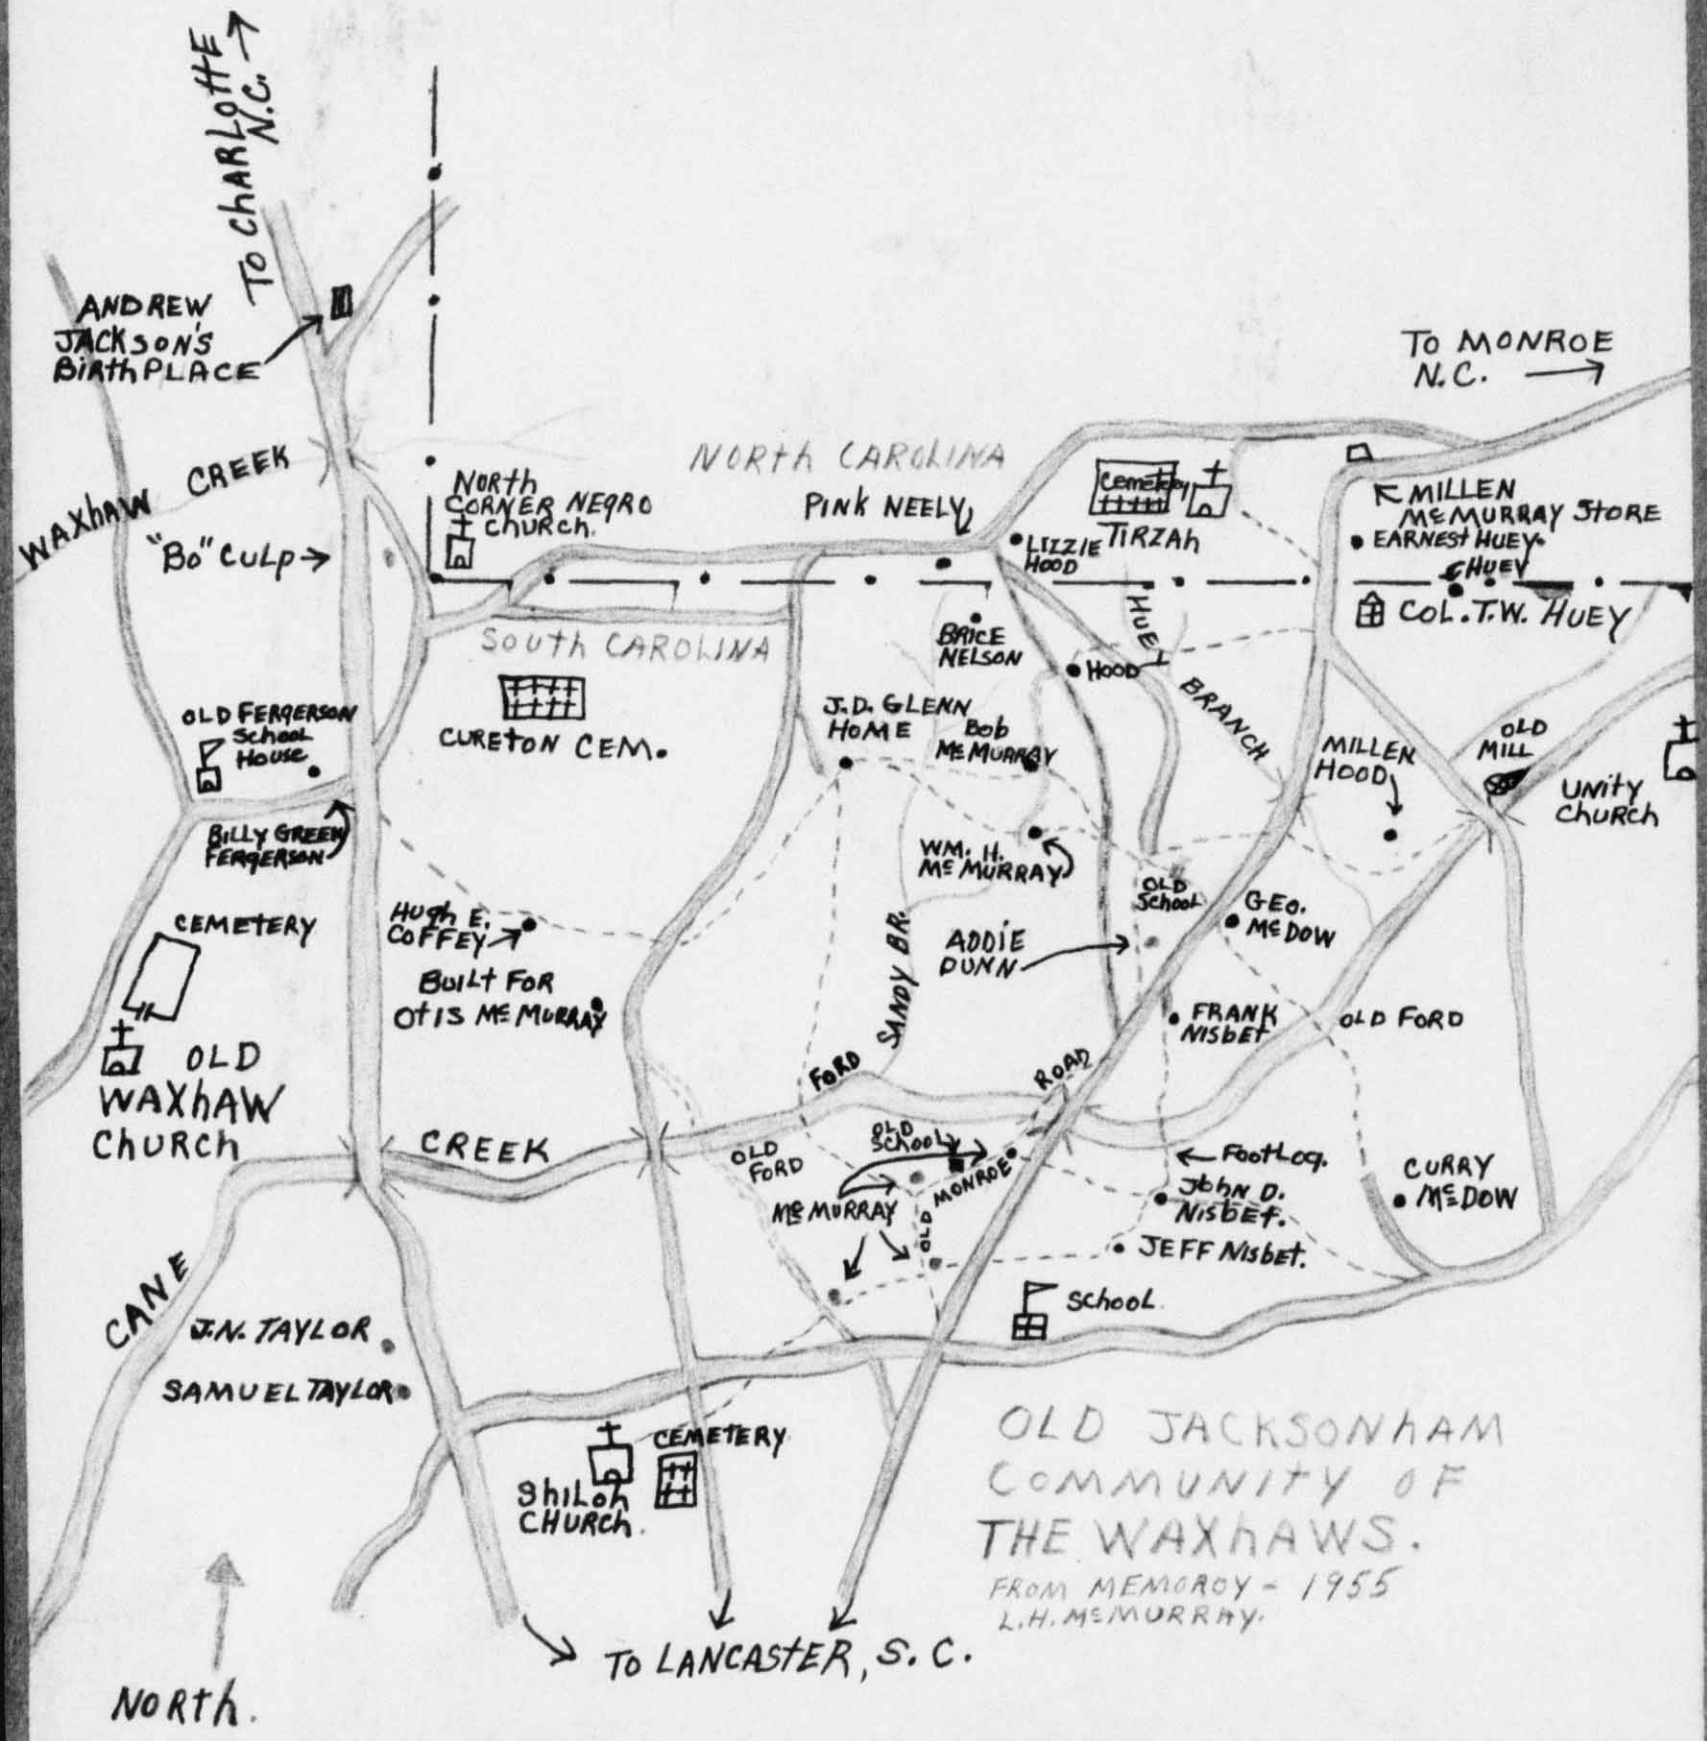 TO ChARLOttE
N.C.
ANDREW
JACKSON'S
BirthPLACE
TO MONROE
N.C.
WAXhAW CREEK
"Bo" CULp
NORth
CORNER NEGRO
ChURCh.
NORTH CAROLINA
PINK NEELY
Cemetery
TIRZAh
LIZZIE
HOOD
MILLEN
McMURRAY STORE
EARNEST HUEY.
HUEY
COL. T.W. HUEY
SOUTH CAROLINA
CURETON CEM.
BRICE
NELSON
HOOD
HUEY BRANCH
J.D. GLENN
HOME
Bob
McMURRAY
OLD FERGERSON
School
House
BILLY GREEN
FERGERSON
MILLEN
HOOD
OLD
MILL
UNity
ChURCh
WM. H.
Mc MURRAY
OLD
School
GEO.
McDOW
CEMETERY
HUgh E.
COFFEY
BUILt FOR
OtIS Mc MURRAY
SANDY BR.
ADDIE
DUNN
FRANK
NISbET
OLD FORD
OLD
WAXhAW
ChURCh
FORD
ROAD
CANE CREEK
OLD
FORD
OLD
SChOOL
Mc MURRAY
OLD MONROE
FootLog.
JohN D.
NISbET.
JEFF NISbet.
CURRY
McDOW
SChOOL.
J.N. TAYLOR
SAMUEL TAYLOR
CEMETERY
ShiLoh
CHURCh.
OLD JACKSONhAM
COMMUNItY OF
THE WAXhAWS.
FROM MEMOROY - 1955
L.H. McMURRAY.
TO LANCAStER, S.C.
NORth.